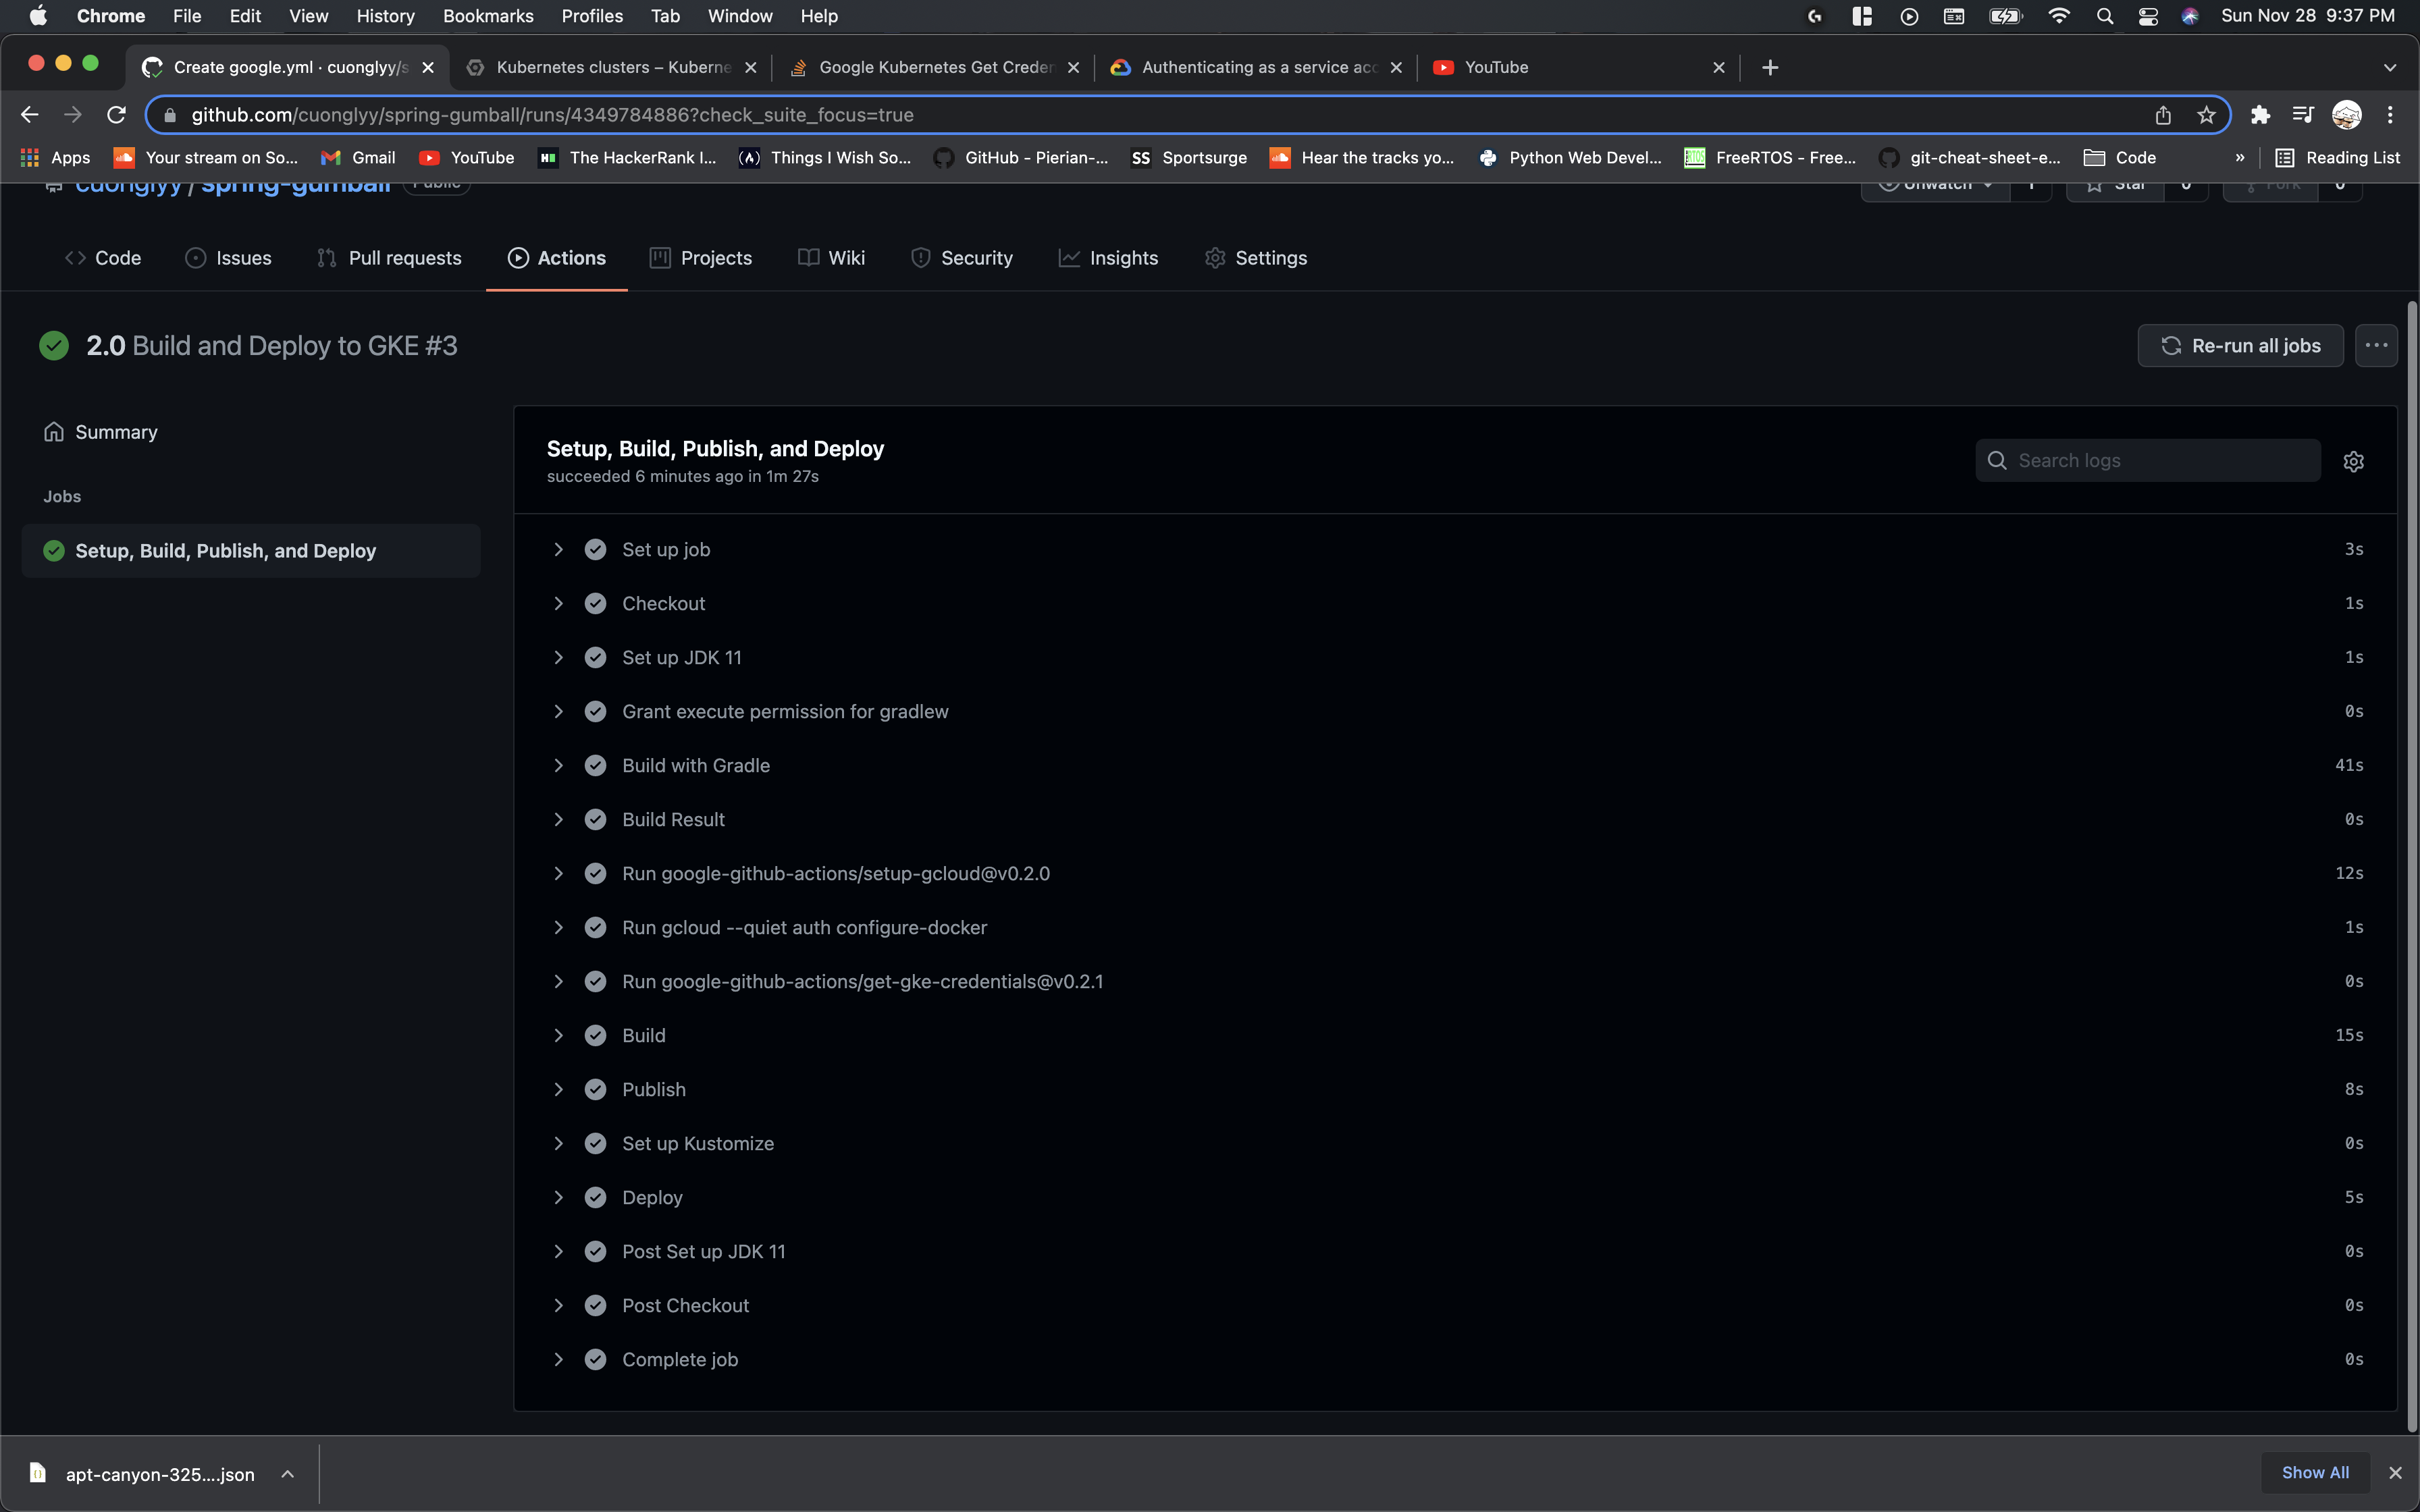 Chrome File Edit View History Bookmarks Profiles Tab Window Help Sun Nov 28 9:37 PM
Create google.yml · cuonglyy/s Kubernetes clusters – Kuberne Google Kubernetes Get Creden Authenticating as a service acc YouTube
github.com/cuonglyy/spring-gumball/runs/4349784886?check_suite_focus=true
Apps Your stream on So... Gmail YouTube The HackerRank I... Things I Wish So... GitHub - Pierian-... SS Sportsurge Hear the tracks yo... Python Web Devel... FreeRTOS - Free... git-cheat-sheet-e... Code » Reading List
cuonglyy / spring-gumball Public Unwatch 1 Star 0 Fork 0
Code Issues Pull requests Actions Projects Wiki Security Insights Settings
2.0 Build and Deploy to GKE #3 Re-run all jobs
Summary
Jobs
Setup, Build, Publish, and Deploy
Setup, Build, Publish, and Deploy
succeeded 6 minutes ago in 1m 27s
Search logs
Set up job 3s
Checkout 1s
Set up JDK 11 1s
Grant execute permission for gradlew 0s
Build with Gradle 41s
Build Result 0s
Run google-github-actions/setup-gcloud@v0.2.0 12s
Run gcloud --quiet auth configure-docker 1s
Run google-github-actions/get-gke-credentials@v0.2.1 0s
Build 15s
Publish 8s
Set up Kustomize 0s
Deploy 5s
Post Set up JDK 11 0s
Post Checkout 0s
Complete job 0s
apt-canyon-325....json Show All